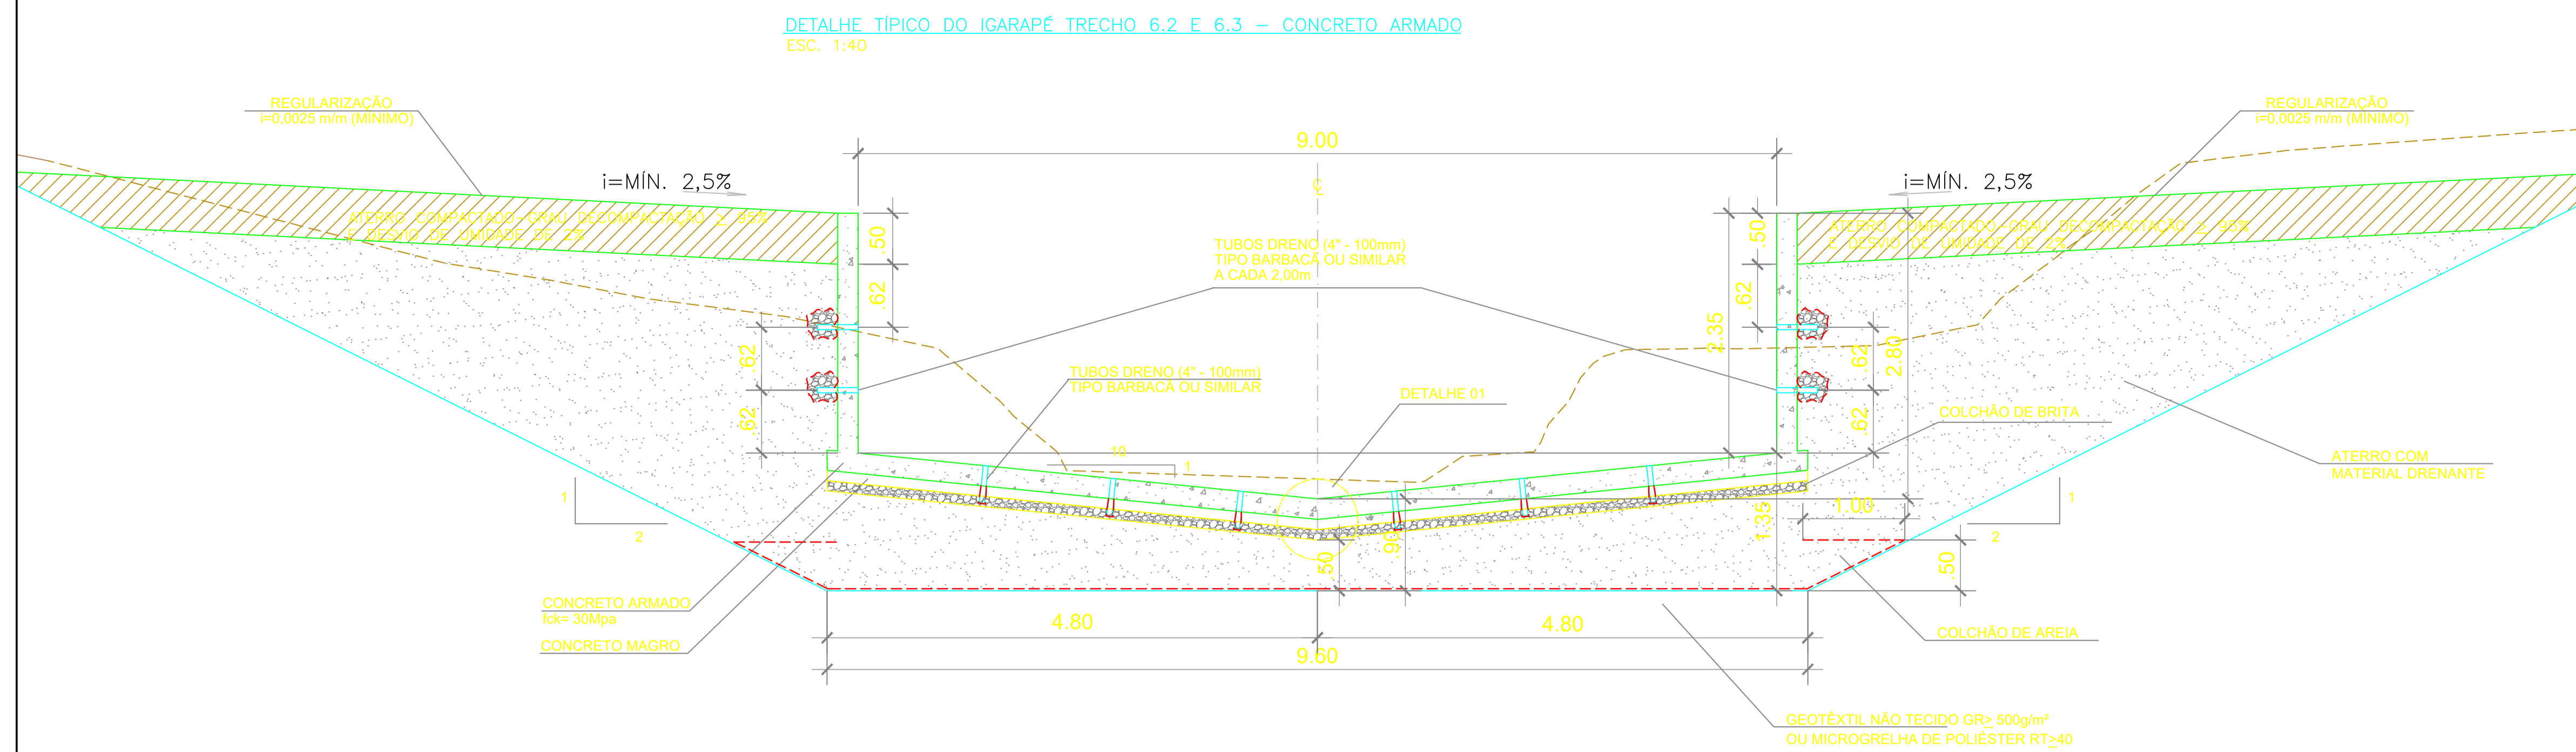 DETALHE TÍPICO DO IGARAPÉ TRECHO 6.2 E 6.3 – CONCRETO ARMADO
ESC. 1:40
REGULARIZAÇÃO
i=0,0025 m/m (MÍNIMO)
REGULARIZAÇÃO
i=0,0025 m/m (MÍNIMO)
9.00
i=MÍN. 2,5%
i=MÍN. 2,5%
ATERRO COMPACTADO-GRAU DECOMPACTAÇÃO ≥ 95%
E DESVIO DE UMIDADE DE 2%
ATERRO COMPACTADO-GRAU DECOMPACTAÇÃO ≥ 95%
E DESVIO DE UMIDADE DE 2%
.50
.50
TUBOS DRENO (4" - 100mm)
TIPO BARBACÃ OU SIMILAR
A CADA 2,00m
.62
.62
2.35
.62
.62
2.80
TUBOS DRENO (4" - 100mm)
TIPO BARBACÃ OU SIMILAR
DETALHE 01
.62
.62
COLCHÃO DE BRITA
10
1
ATERRO COM
MATERIAL DRENANTE
1
2
1.00
1
2
1.35
.90
.50
.50
CONCRETO ARMADO
fck= 30Mpa
CONCRETO MAGRO
4.80
4.80
COLCHÃO DE AREIA
9.60
GEOTÊXTIL NÃO TECIDO GR≥ 500g/m²
OU MICROGRELHA DE POLIÉSTER RT≥40